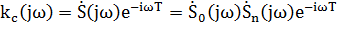 k_c(jω) = Ṡ(jω)e^{-iωT} = Ṡ_0(jω)Ṡ_n(jω)e^{-iωT}